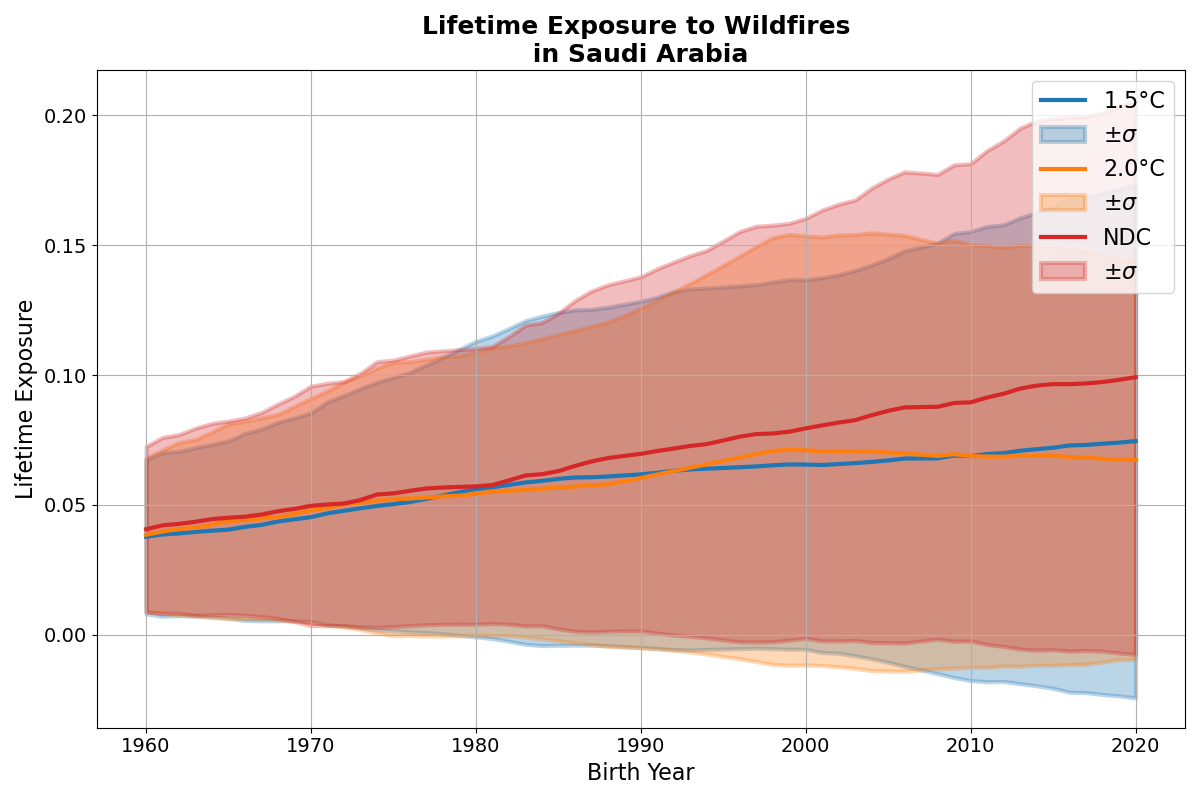 Lifetime Exposure to Wildfires
in Saudi Arabia
Lifetime Exposure
0.20
0.15
0.10
0.05
0.00
1960
1970
1980
1990
2000
2010
2020
Birth Year
1.5°C
±σ
2.0°C
±σ
NDC
±σ